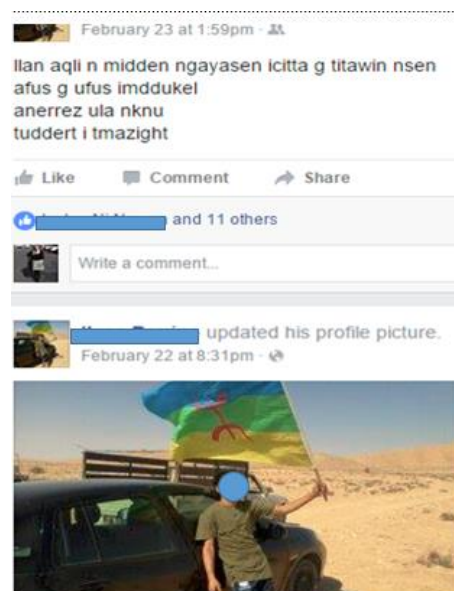 February 23 at 1:59pm
Ilan aqli n midden ngayasen icitta g titawin nsen
afus g ufus imddukel
anerrez ula nknu
tuddert i tmazight
Like Comment Share
and 11 others
Write a comment...
updated his profile picture.
February 22 at 8:31pm